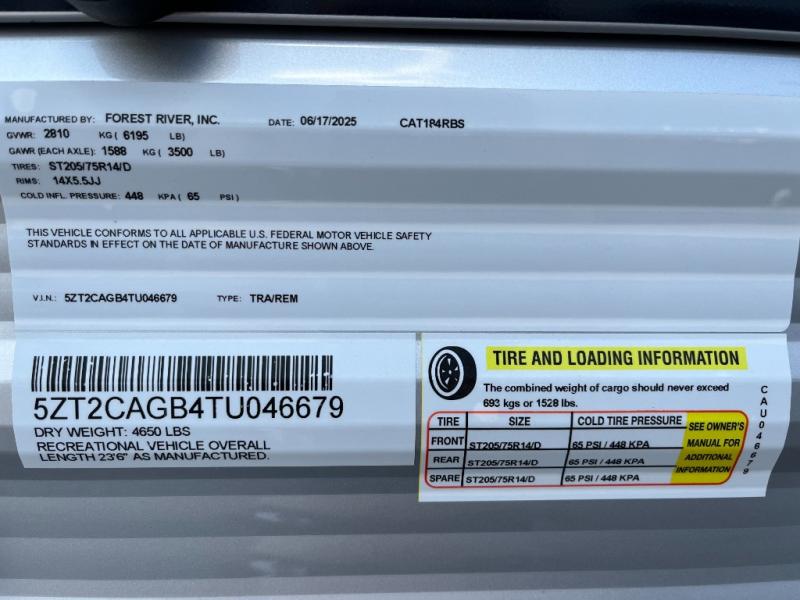 MANUFACTURED BY: FOREST RIVER, INC. DATE: 06/17/2025 CAT184RBS
GVWR: 2810 KG ( 6195 LB)
GAWR (EACH AXLE): 1588 KG ( 3500 LB)
TIRES: ST205/75R14/D
RIMS: 14X5.5JJ
COLD INFL. PRESSURE: 448 KPA ( 65 PSI )
THIS VEHICLE CONFORMS TO ALL APPLICABLE U.S. FEDERAL MOTOR VEHICLE SAFETY
STANDARDS IN EFFECT ON THE DATE OF MANUFACTURE SHOWN ABOVE.
V.I.N.: 5ZT2CAGB4TU046679 TYPE: TRA/REM
5ZT2CAGB4TU046679
DRY WEIGHT: 4650 LBS
RECREATIONAL VEHICLE OVERALL
LENGTH 23'6" AS MANUFACTURED.
TIRE AND LOADING INFORMATION
The combined weight of cargo should never exceed
693 kgs or 1528 lbs.
TIRE SIZE COLD TIRE PRESSURE
FRONT ST205/75R14/D 65 PSI / 448 KPA
REAR ST205/75R14/D 65 PSI / 448 KPA
SPARE ST205/75R14/D 65 PSI / 448 KPA
SEE OWNER'S
MANUAL FOR
ADDITIONAL
INFORMATION
CAU046679